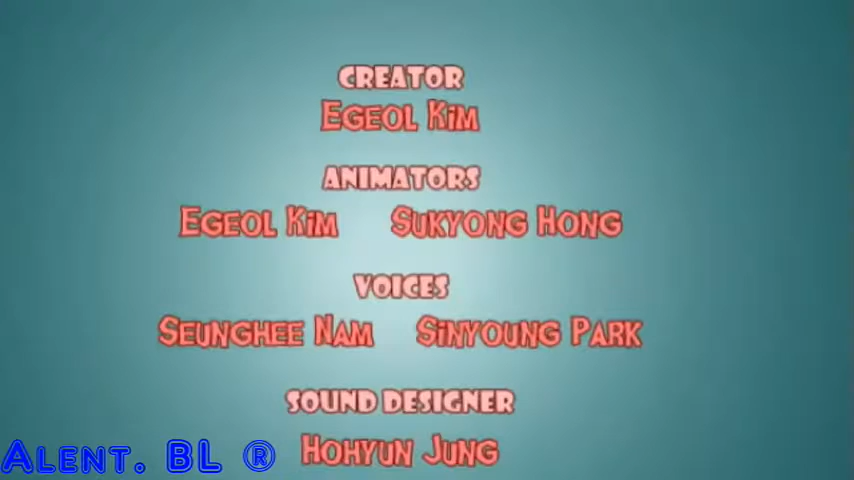 CREATOR
EGEOL KiM
ANIMATORS
EGEOL KiM SUKYONG HONG
VOICES
SEUNGHEE NAM SiNYOUNG PARK
SOUND DESIGNER
HOHYUN JUNG
ALENT. BL ®